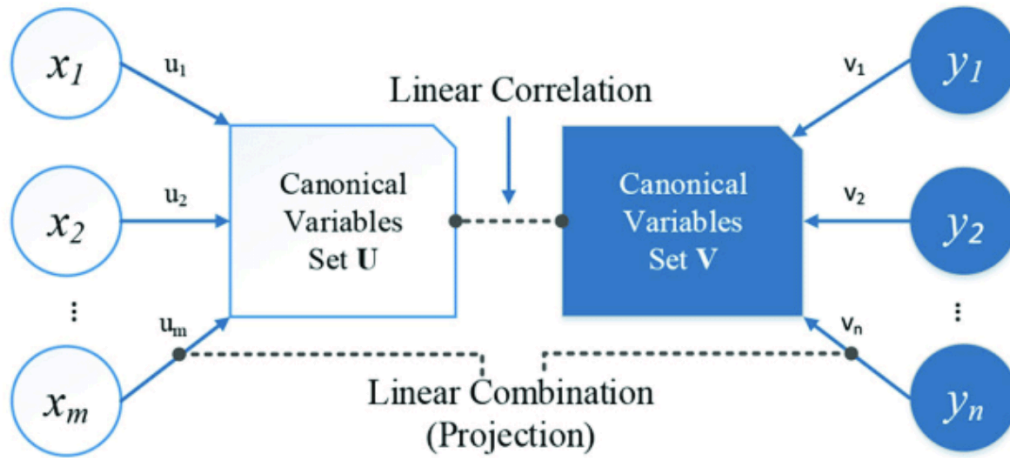 x1
u1
v1
y1
Linear Correlation
x2
u2
Canonical
Variables
Set U
Canonical
Variables
Set V
v2
y2
...
...
um
vn
xm
Linear Combination
(Projection)
yn